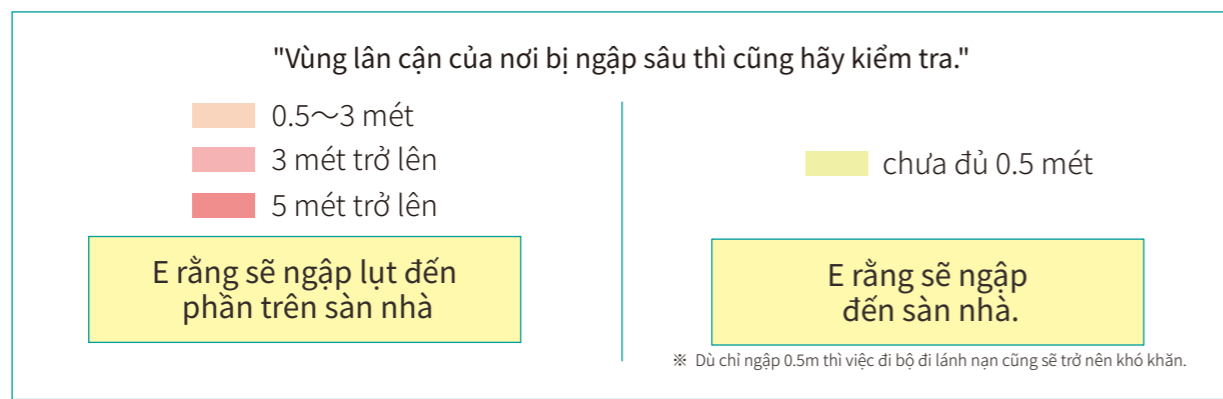 "Vùng lân cận của nơi bị ngập sâu thì cũng hãy kiểm tra."
0.5～3 mét
3 mét trở lên
5 mét trở lên
E rằng sẽ ngập lụt đến
phần trên sàn nhà
chưa đủ 0.5 mét
E rằng sẽ ngập
đến sàn nhà.
※ Dù chỉ ngập 0.5m thì việc đi bộ đi lánh nạn cũng sẽ trở nên khó khăn.